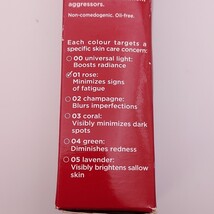 aggressors.
Non-comedogenic. Oil-free.
Each colour targets a
specific skin care concern:
00 universal light:
Boosts radiance
01 rose:
Minimizes signs
of fatigue
02 champagne:
Blurs imperfections
03 coral:
Visibly minimizes dark
spots
04 green:
Diminishes redness
05 lavender:
Visibly brightens sallow
skin